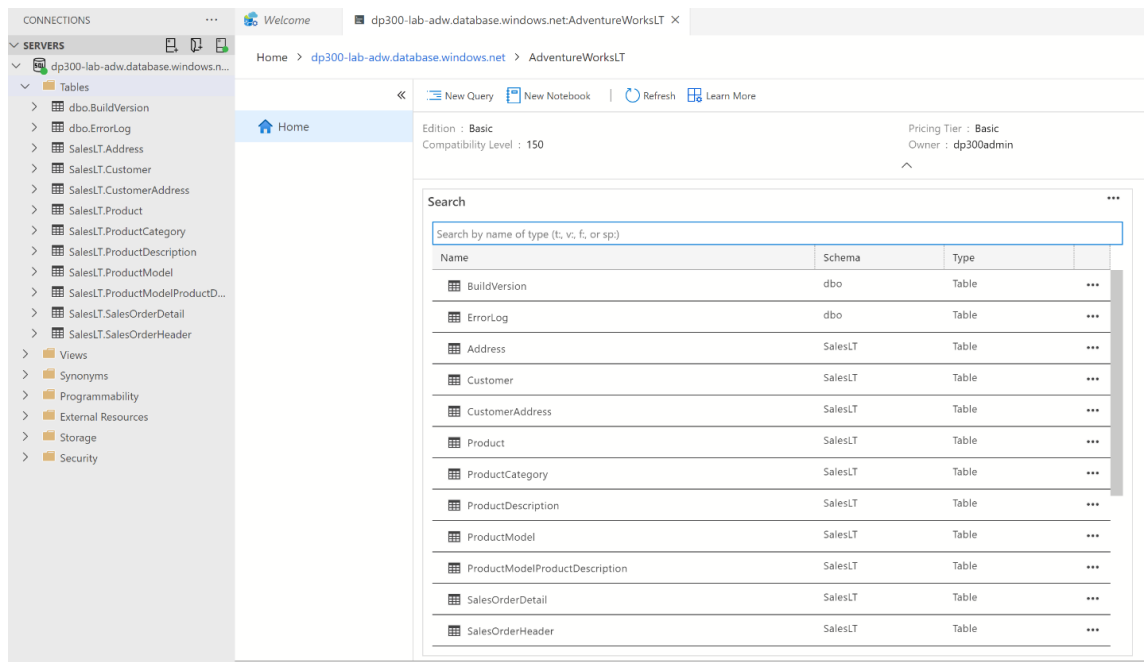 CONNECTIONS
SERVERS
dp300-lab-adw.database.windows.n...
Tables
dbo.BuildVersion
dbo.ErrorLog
SalesLT.Address
SalesLT.Customer
SalesLT.CustomerAddress
SalesLT.Product
SalesLT.ProductCategory
SalesLT.ProductDescription
SalesLT.ProductModel
SalesLT.ProductModelProductD...
SalesLT.SalesOrderDetail
SalesLT.SalesOrderHeader
Views
Synonyms
Programmability
External Resources
Storage
Security
Welcome
dp300-lab-adw.database.windows.net:AdventureWorksLT
Home > dp300-lab-adw.database.windows.net > AdventureWorksLT
New Query New Notebook | Refresh Learn More
Home
Edition : Basic
Compatibility Level : 150
Pricing Tier : Basic
Owner : dp300admin
Search
Search by name of type (t:, v:, f:, or sp:)
Name Schema Type
BuildVersion dbo Table
ErrorLog dbo Table
Address SalesLT Table
Customer SalesLT Table
CustomerAddress SalesLT Table
Product SalesLT Table
ProductCategory SalesLT Table
ProductDescription SalesLT Table
ProductModel SalesLT Table
ProductModelProductDescription SalesLT Table
SalesOrderDetail SalesLT Table
SalesOrderHeader SalesLT Table